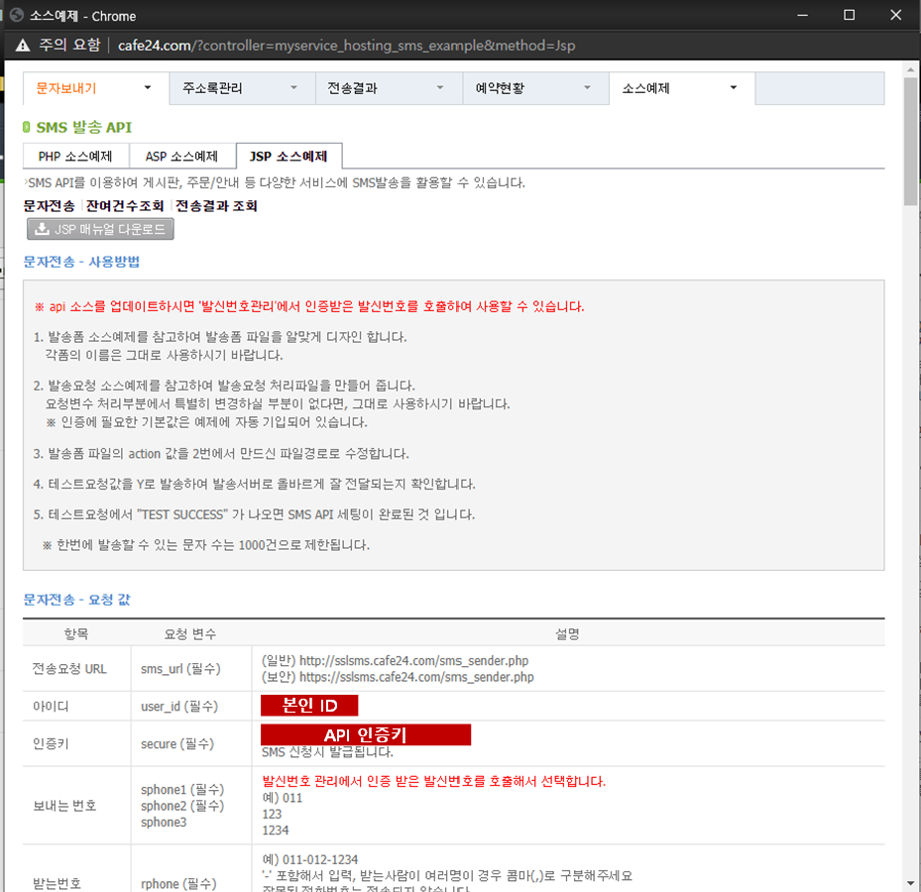 소스예제 - Chrome
주의 요함 | cafe24.com/?controller=myservice_hosting_sms_example&method=Jsp
문자보내기 주소록관리 전송결과 예약현황 소스예제
SMS 발송 API
PHP 소스예제 ASP 소스예제 JSP 소스예제
SMS API를 이용하여 게시판, 주문/안내 등 다양한 서비스에 SMS발송을 활용할 수 있습니다.
문자전송 | 잔여건수조회 | 전송결과 조회
JSP 매뉴얼 다운로드
문자전송 - 사용방법
※ api 소스를 업데이트하시면 '발신번호관리'에서 인증받은 발신번호를 호출하여 사용할 수 있습니다.
1. 발송폼 소스예제를 참고하여 발송폼 파일을 알맞게 디자인 합니다.
각폼의 이름은 그대로 사용하시기 바랍니다.
2. 발송요청 소스예제를 참고하여 발송요청 처리파일을 만들어 줍니다.
요청변수 처리부분에서 특별히 변경하실 부분이 없다면, 그대로 사용하시기 바랍니다.
※ 인증에 필요한 기본값은 예제에 자동 기입되어 있습니다.
3. 발송폼 파일의 action 값을 2번에서 만드신 파일경로로 수정합니다.
4. 테스트요청값을 Y로 발송하여 발송서버로 올바르게 잘 전달되는지 확인합니다.
5. 테스트요청에서 "TEST SUCCESS" 가 나오면 SMS API 세팅이 완료된 것 입니다.
※ 한번에 발송할 수 있는 문자 수는 1000건으로 제한됩니다.
문자전송 - 요청 값
항목 요청 변수 설명
전송요청 URL sms_url (필수) (일반) http://sslsms.cafe24.com/sms_sender.php
(보안) https://sslsms.cafe24.com/sms_sender.php
아이디 user_id (필수) 본인 ID
인증키 secure (필수) API 인증키
SMS 신청시 발급됩니다.
보내는 번호 sphone1 (필수) 발신번호 관리에서 인증 받은 발신번호를 호출해서 선택합니다.
sphone2 (필수) 예) 011
sphone3 123
1234
받는번호 rphone (필수) 예) 011-012-1234
'-' 포함해서 입력, 받는사람이 여러명이 경우 콤마(,)로 구분해주세요
잘못된 전화번호는 전송되지 않습니다.